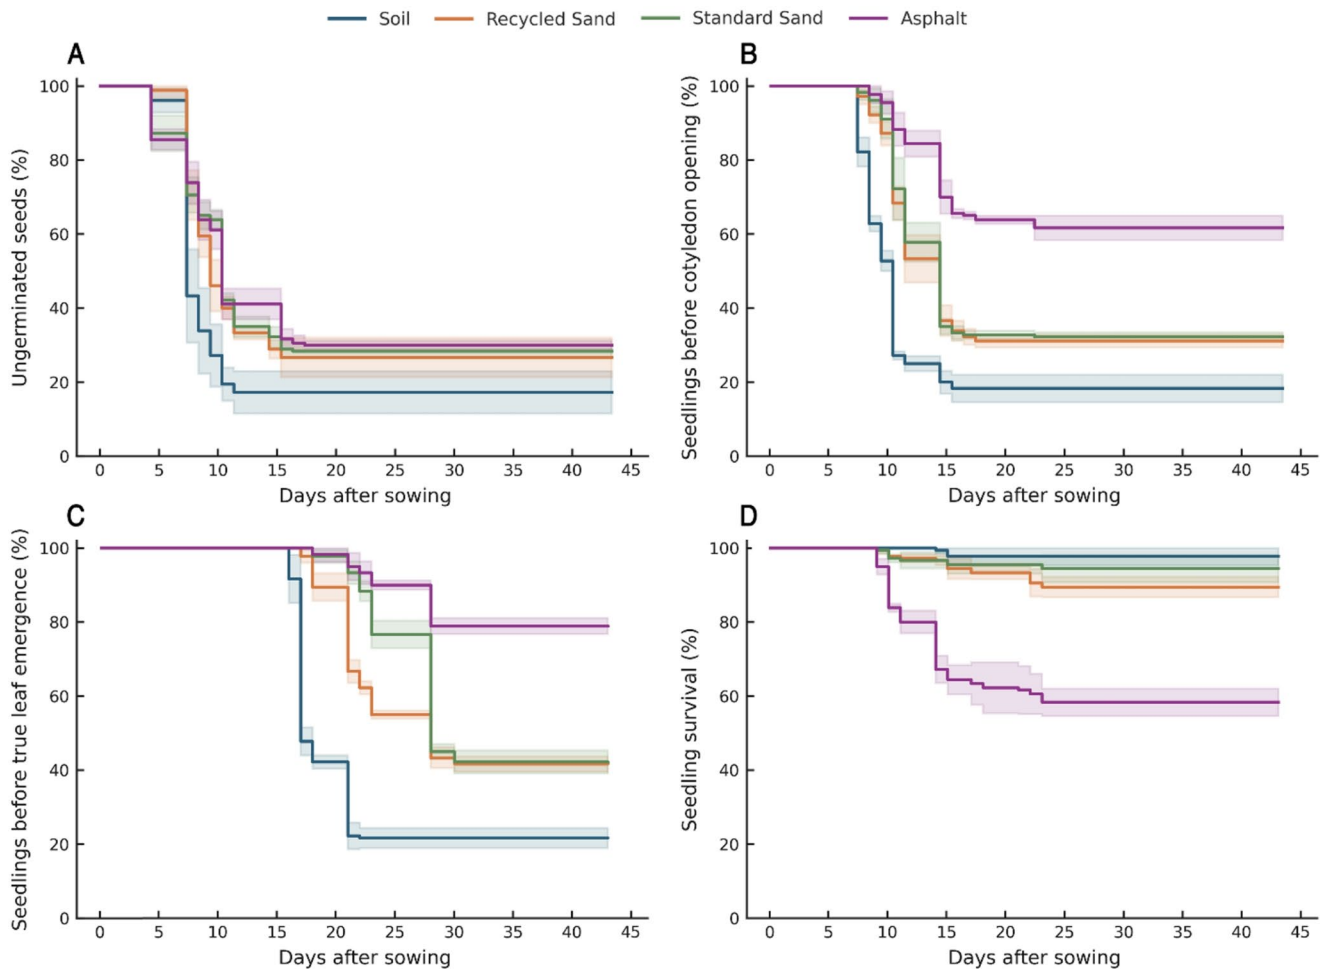 Soil Recycled Sand Standard Sand Asphalt
A
Ungerminated seeds (%)
100
80
60
40
20
0
0 5 10 15 20 25 30 35 40 45
Days after sowing
B
Seedlings before cotyledon opening (%)
100
80
60
40
20
0
0 5 10 15 20 25 30 35 40 45
Days after sowing
C
Seedlings before true leaf emergence (%)
100
80
60
40
20
0
0 5 10 15 20 25 30 35 40 45
Days after sowing
D
Seedling survival (%)
100
80
60
40
20
0
0 5 10 15 20 25 30 35 40 45
Days after sowing